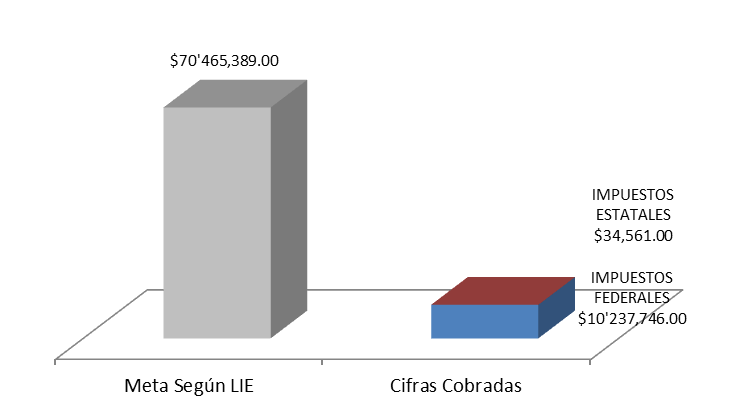 $70'465,389.00
IMPUESTOS
ESTATALES
$34,561.00
IMPUESTOS
FEDERALES
$10'237,746.00
Meta Según LIE
Cifras Cobradas